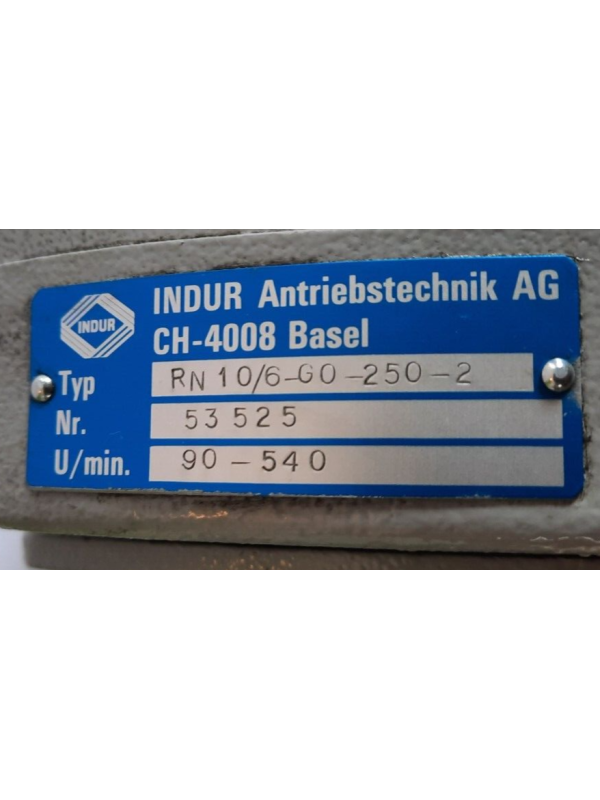 INDUR
INDUR Antriebstechnik AG
CH-4008 Basel
Typ RN 10/6-GO-250-2
Nr. 53 525
U/min. 90-540